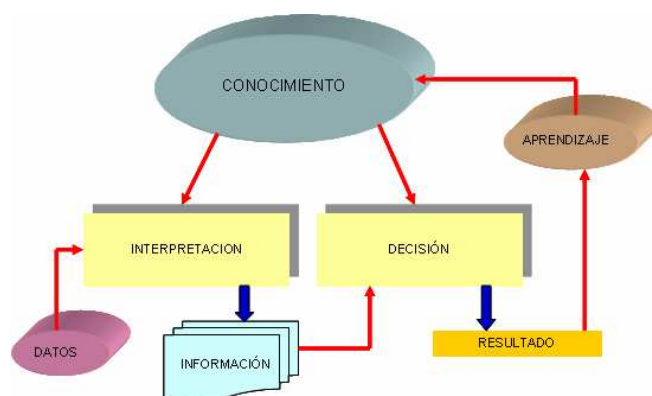 CONOCIMIENTO
APRENDIZAJE
INTERPRETACION
DECISIÓN
DATOS
INFORMACIÓN
RESULTADO